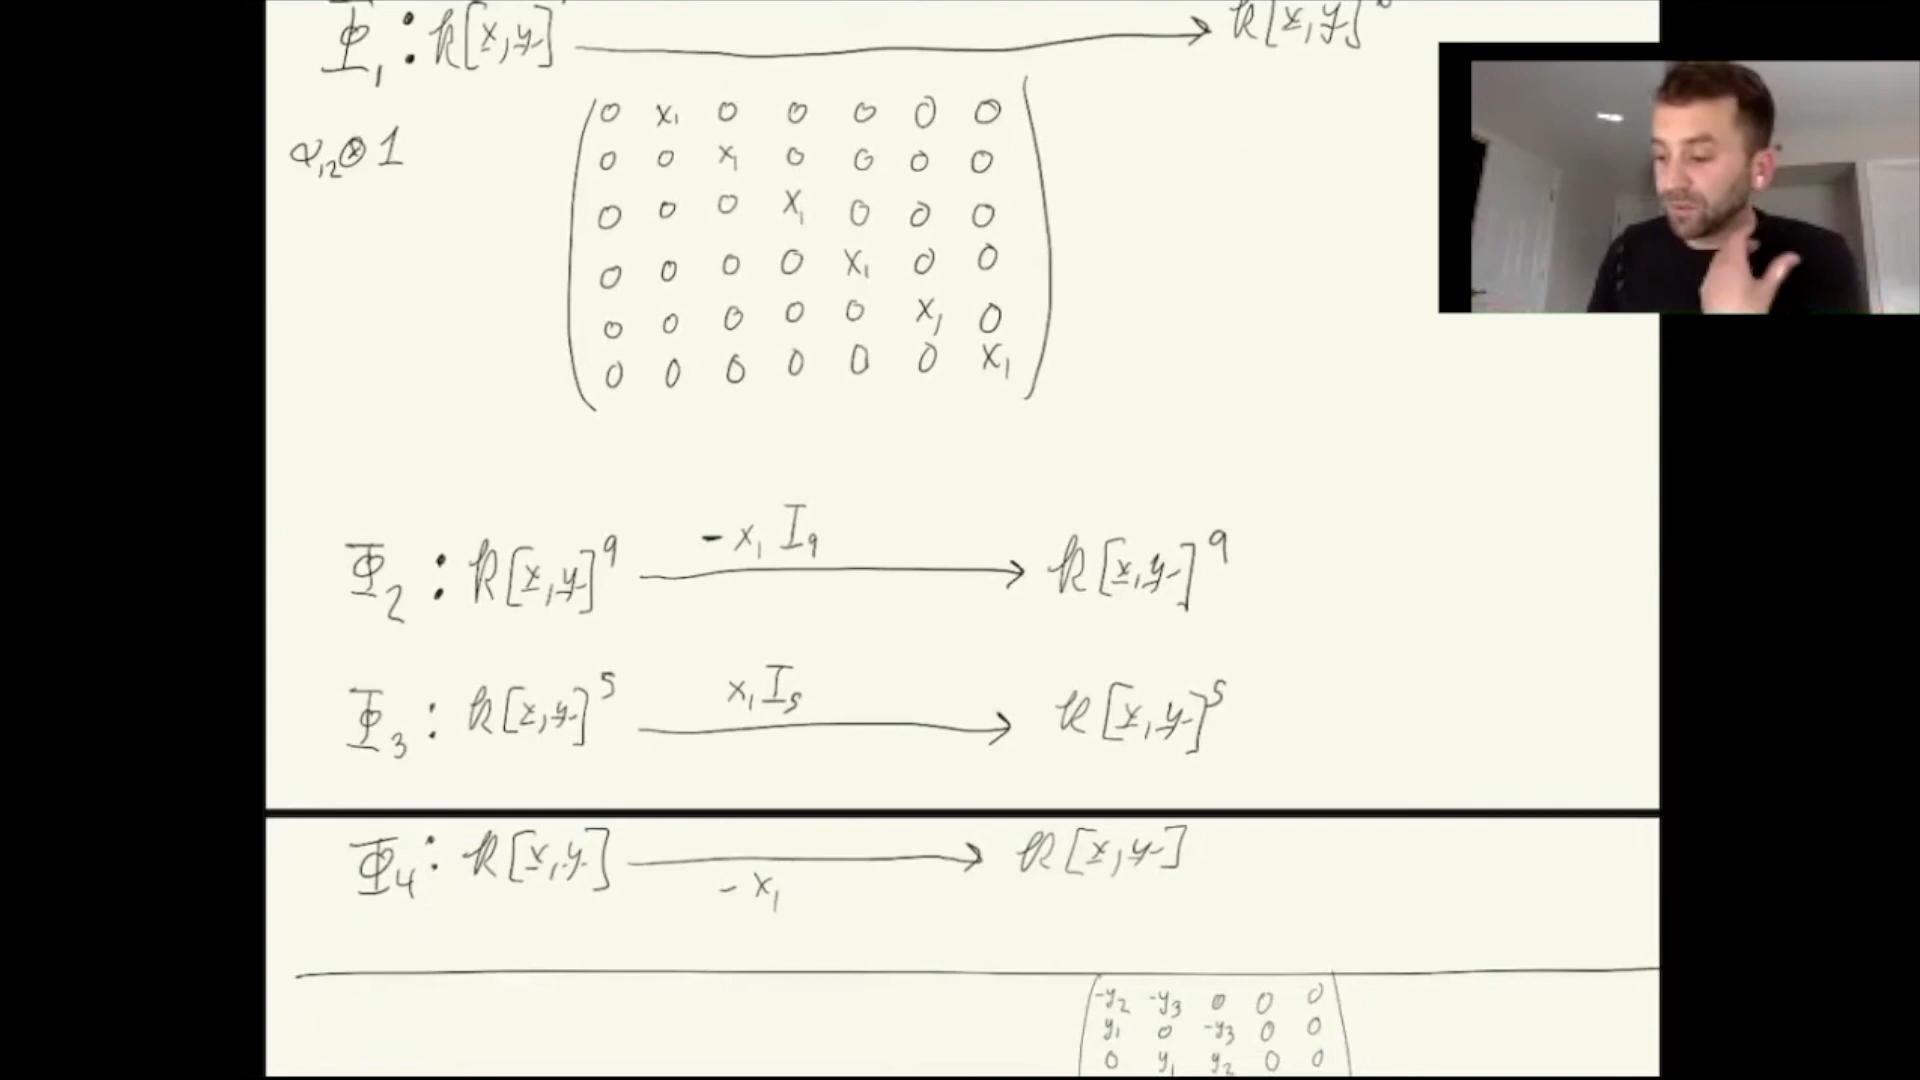 Φ₁ : k[x,y] ⟶ k[x,y]⁶
φ₁₂⊗1
0 x₁ 0 0 0 0 0
0 0 x₁ 0 0 0 0
0 0 0 x₁ 0 0 0
0 0 0 0 x₁ 0 0
0 0 0 0 0 x₁ 0
0 0 0 0 0 0 x₁
- x₁ I₉
Φ₂ : k[x,y]⁹ ⟶ k[x,y]⁹
x₁ I₅
Φ₃ : k[x,y]⁵ ⟶ k[x,y]⁵
Φ₄ : k[x,y] ⟶ k[x,y]
- x₁
-y₂ -y₃ 0 0 0
y₁ 0 -y₃ 0 0
0 y₁ y₂ 0 0